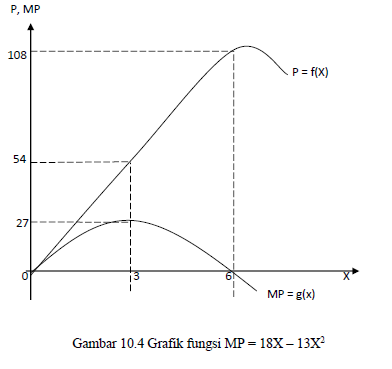 P, MP
108
P = f(X)
54
27
0
3
6
X
MP = g(x)
Gambar 10.4 Grafik fungsi MP = 18X – 13X²